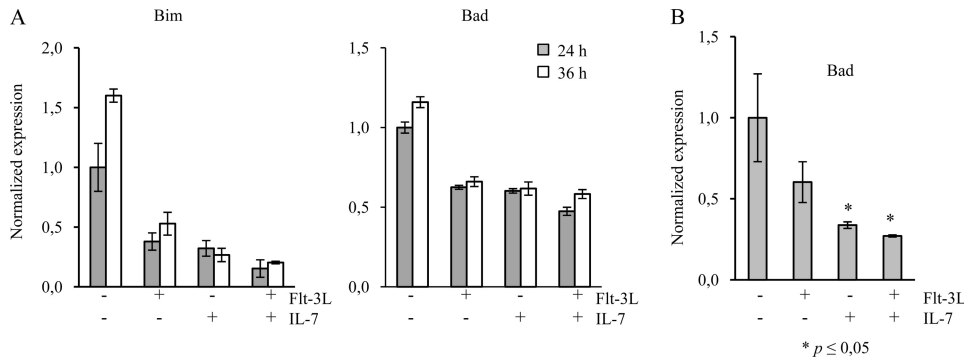 A
Bim
Normalized expression
2,0
1,5
1,0
0,5
0,0
- + - + Flt-3L
- - + + IL-7
Bad
24 h
36 h
1,5
1,0
0,5
0,0
- + - + Flt-3L
- - + + IL-7
B
Bad
Normalized expression
1,5
1,0
0,5
0,0
* *
- + - + Flt-3L
- - + + IL-7
* p ≤ 0,05